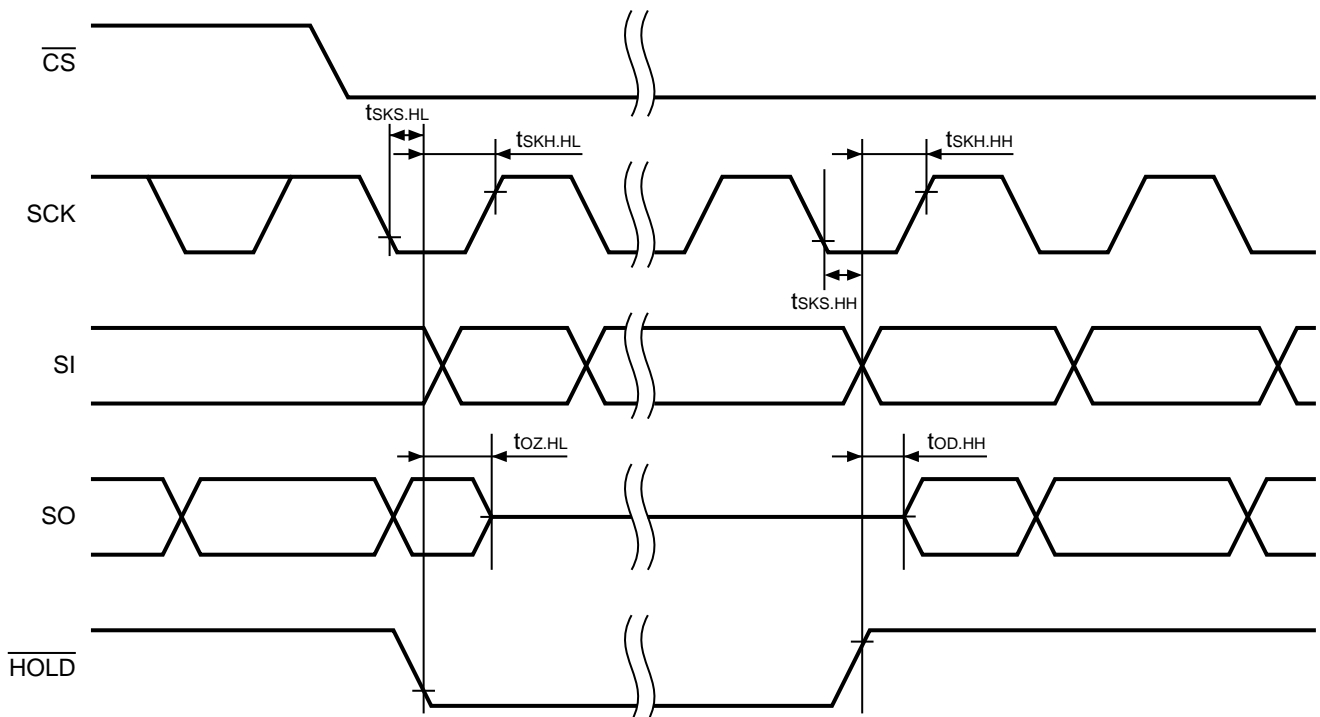 CS
tSKS.HL
tSKH.HL
tSKH.HH
SCK
tSKS.HH
SI
tOZ.HL
tOD.HH
SO
HOLD